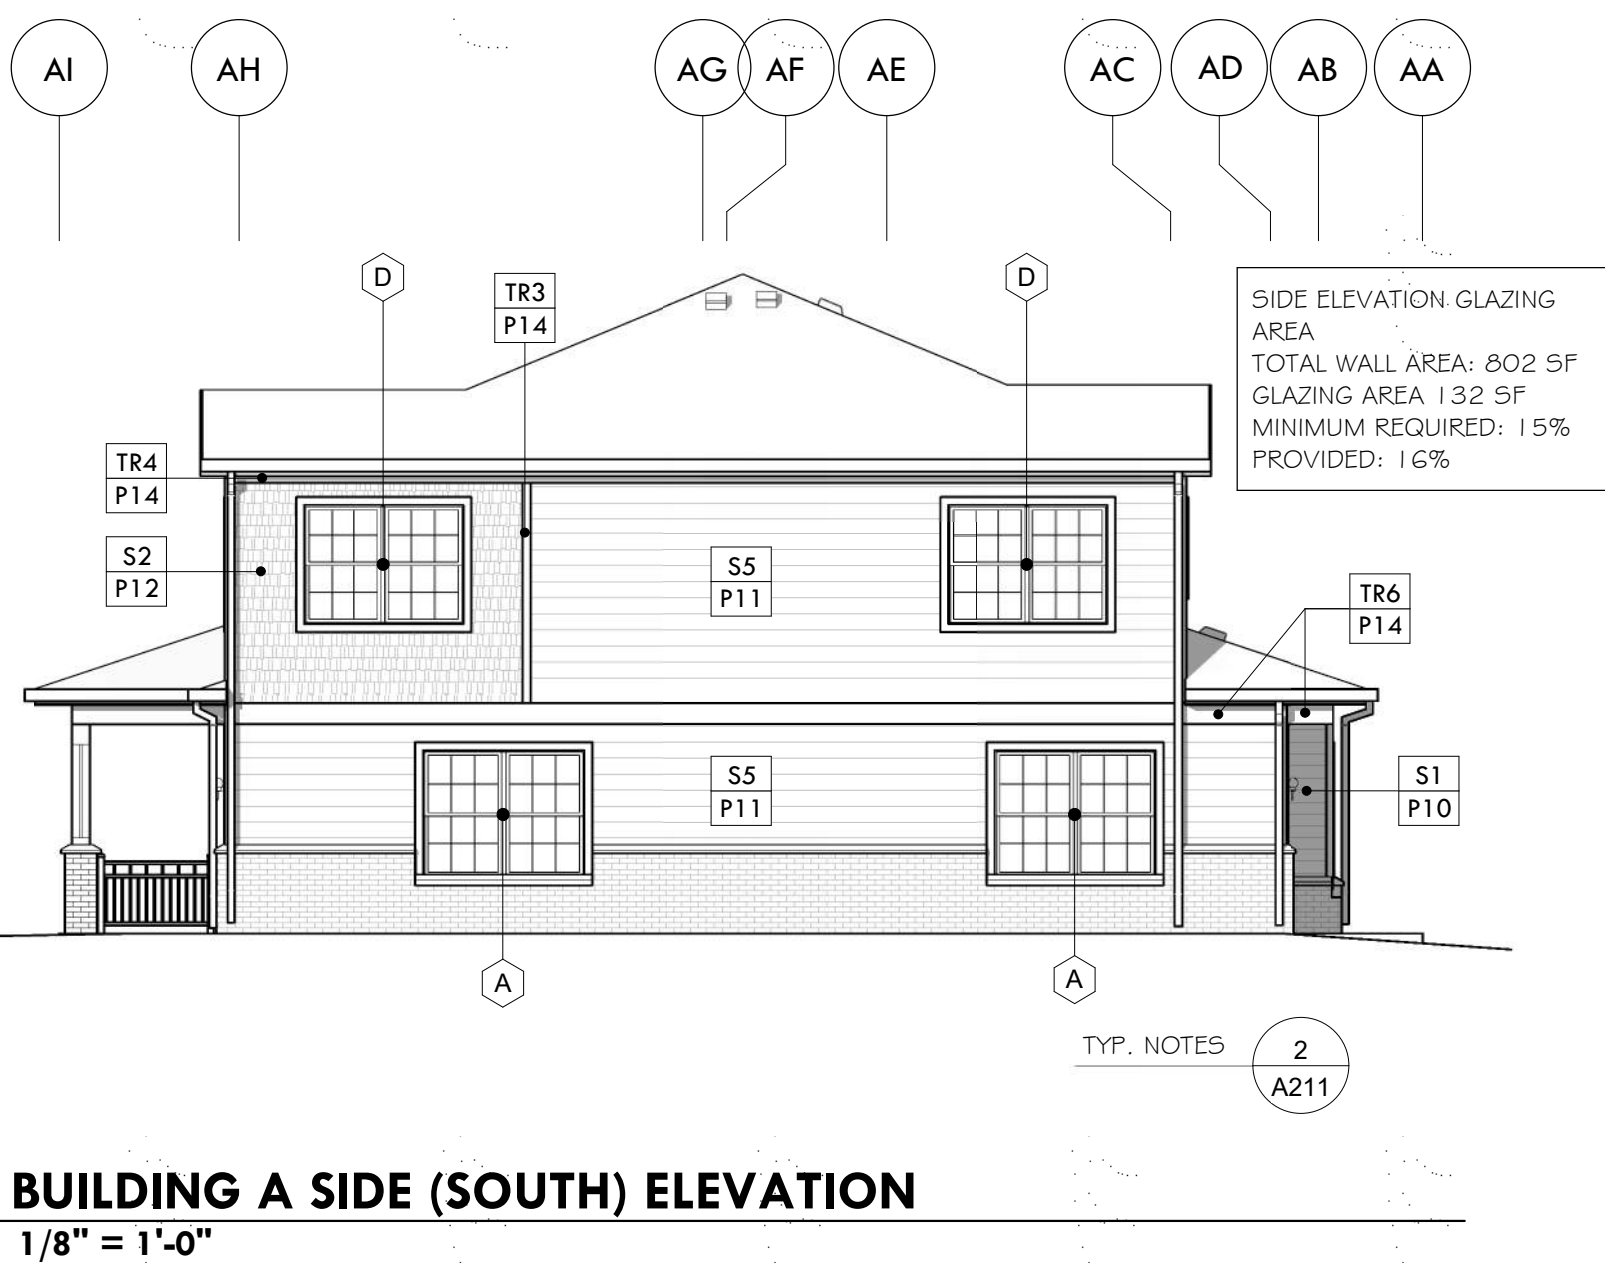 AI AH AG AF AE AC AD AB AA
D
TR3
P14
D
SIDE ELEVATION GLAZING
AREA
TOTAL WALL AREA: 802 SF
GLAZING AREA 132 SF
MINIMUM REQUIRED: 15%
PROVIDED: 16%
TR4
P14
S2
P12
S5
P11
TR6
P14
S5
P11
S1
P10
A
A
TYP. NOTES
2
A211
BUILDING A SIDE (SOUTH) ELEVATION
1/8" = 1'-0"